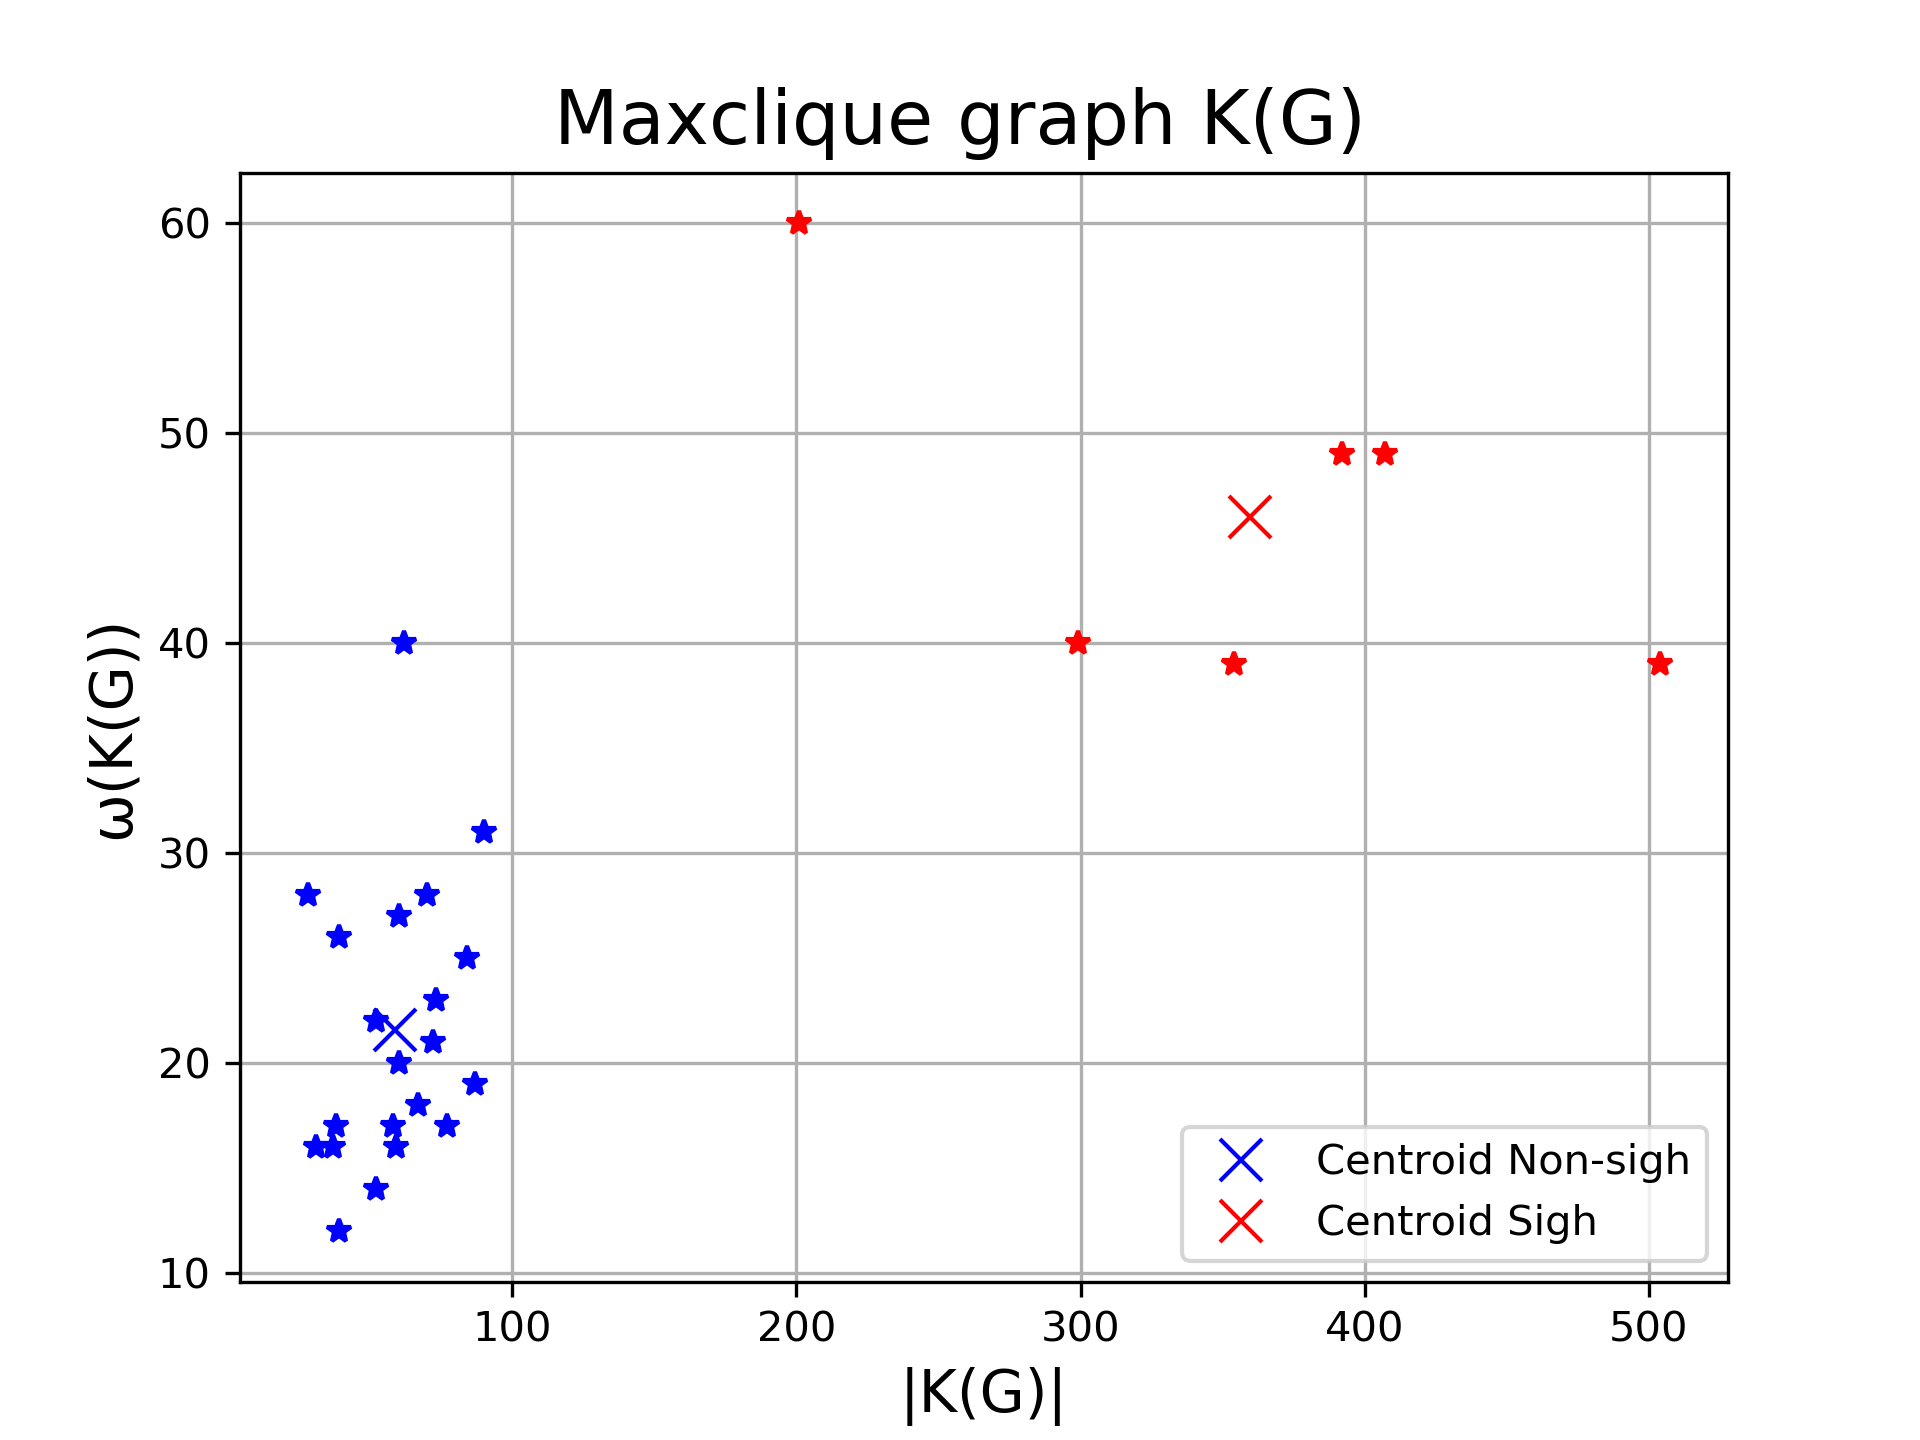 Maxclique graph K(G)
60
50
40
30
20
10
ω(K(G))
100 200 300 400 500
|K(G)|
Centroid Non-sigh
Centroid Sigh